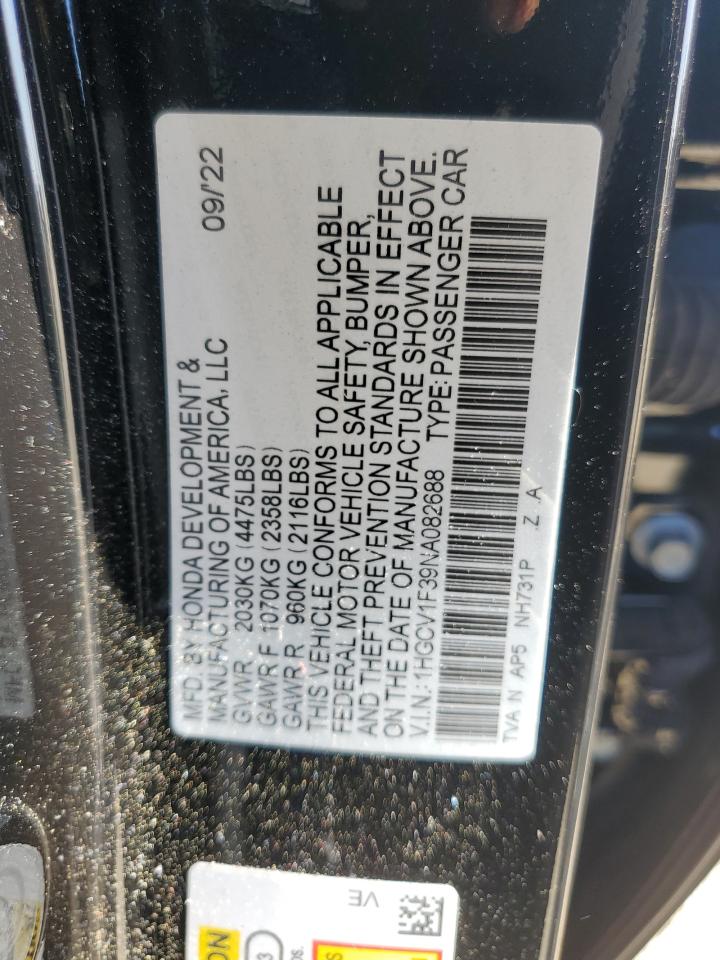 MFD. BY HONDA DEVELOPMENT &
MANUFACTURING OF AMERICA, LLC 09/'22
GVWR 2030KG (4475LBS)
GAWR F 1070KG (2358LBS)
GAWR R 960KG (2116LBS)
THIS VEHICLE CONFORMS TO ALL APPLICABLE
FEDERAL MOTOR VEHICLE SAFETY, BUMPER,
AND THEFT PREVENTION STANDARDS IN EFFECT
ON THE DATE OF MANUFACTURE SHOWN ABOVE.
V.I.N.: 1HGCV1F39NA082688 TYPE: PASSENGER CAR
TVA N AP5 NH731P Z A
VE